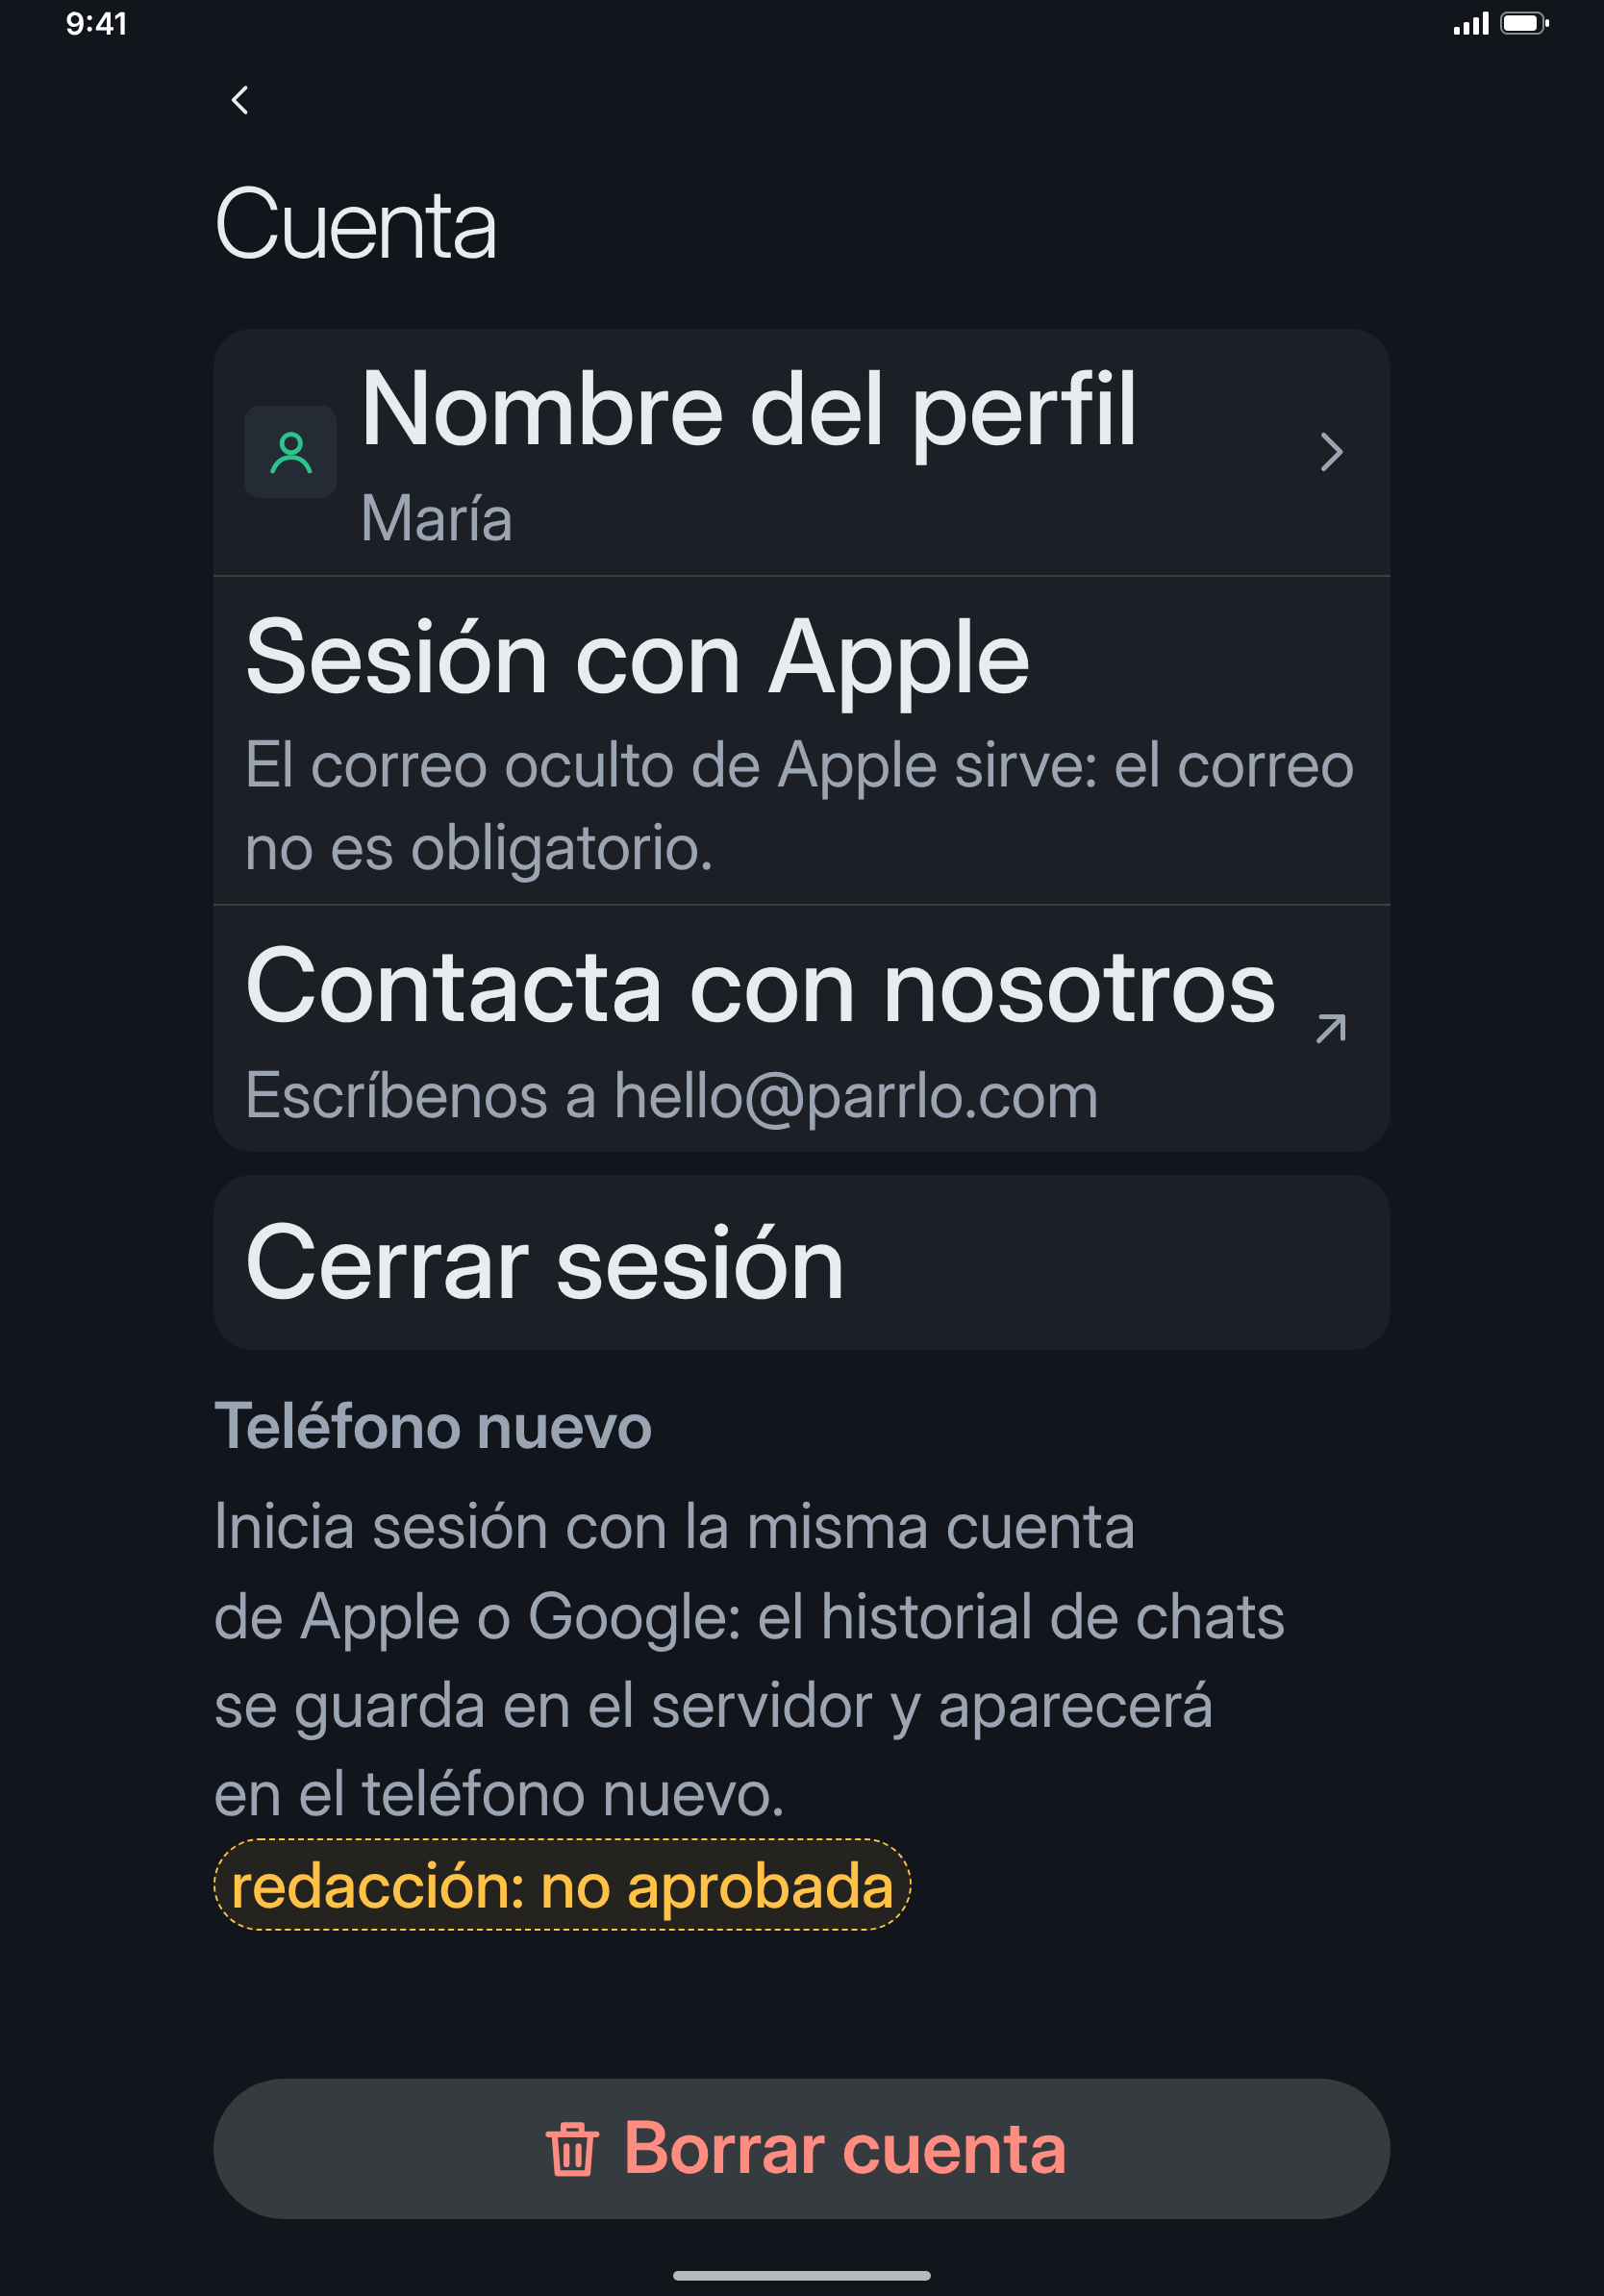 9:41
Cuenta
Nombre del perfil
María
Sesión con Apple
El correo oculto de Apple sirve: el correo
no es obligatorio.
Contacta con nosotros
Escríbenos a hello@parrlo.com
Cerrar sesión
Teléfono nuevo
Inicia sesión con la misma cuenta
de Apple o Google: el historial de chats
se guarda en el servidor y aparecerá
en el teléfono nuevo.
redacción: no aprobada
Borrar cuenta